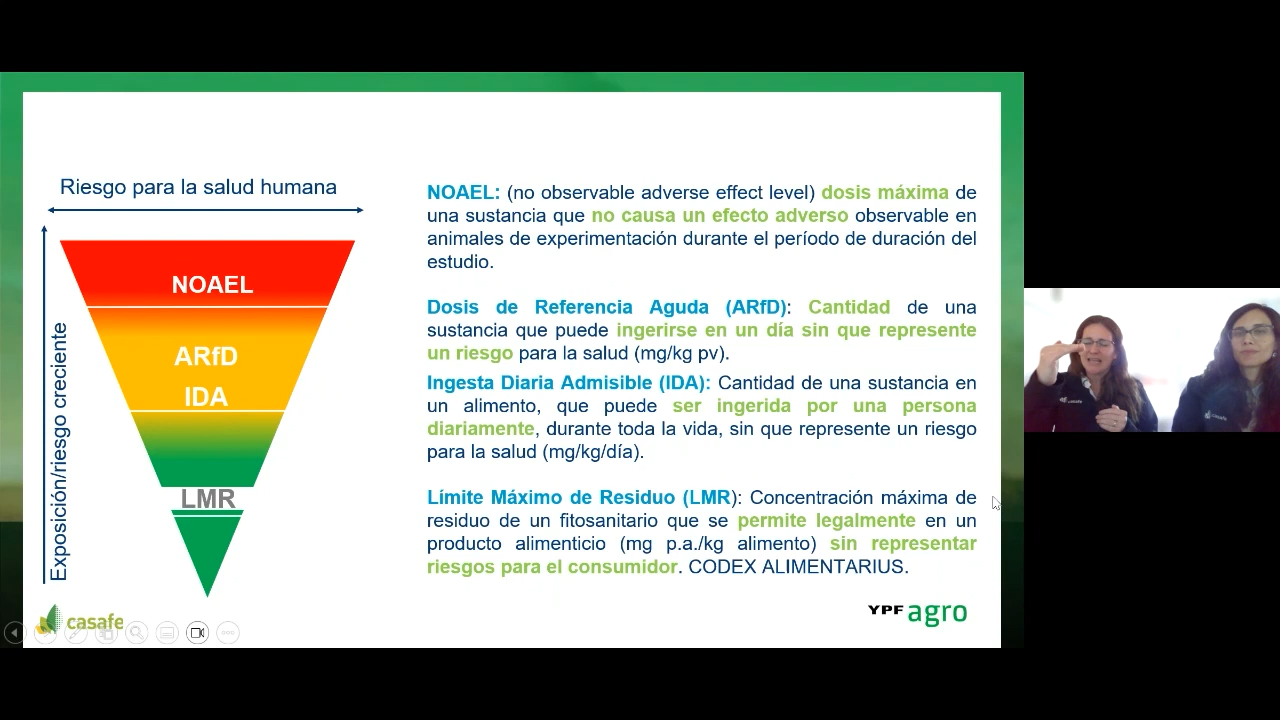 Riesgo para la salud humana
Exposición/riesgo creciente
NOAEL
ARfD
IDA
LMR
NOAEL: (no observable adverse effect level) dosis máxima de
una sustancia que no causa un efecto adverso observable en
animales de experimentación durante el período de duración del
estudio.
Dosis de Referencia Aguda (ARfD): Cantidad de una
sustancia que puede ingerirse en un día sin que represente
un riesgo para la salud (mg/kg pv).
Ingesta Diaria Admisible (IDA): Cantidad de una sustancia en
un alimento, que puede ser ingerida por una persona
diariamente, durante toda la vida, sin que represente un riesgo
para la salud (mg/kg/día).
Límite Máximo de Residuo (LMR): Concentración máxima de
residuo de un fitosanitario que se permite legalmente en un
producto alimenticio (mg p.a./kg alimento) sin representar
riesgos para el consumidor. CODEX ALIMENTARIUS.
casafe
YPF agro
casafe
casafe